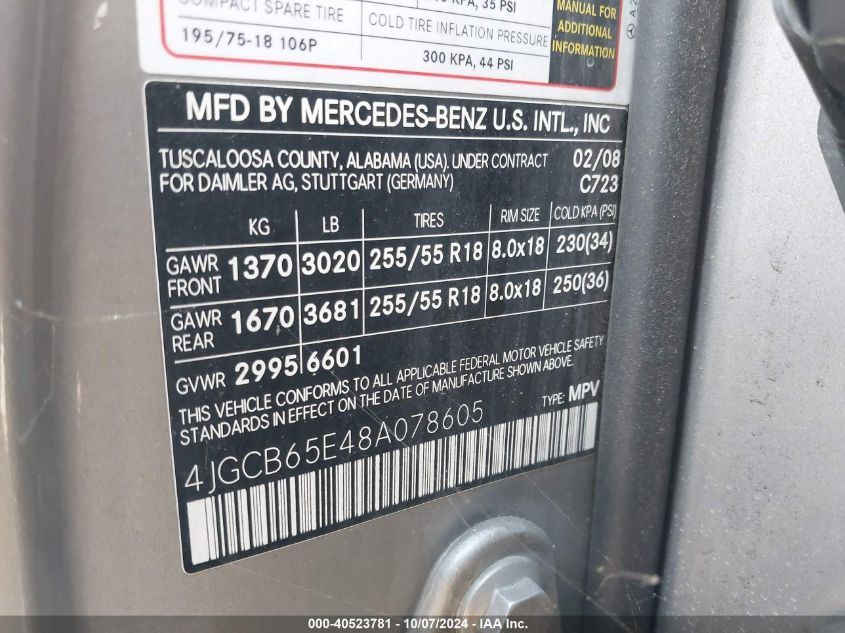 COMPACT SPARE TIRE
195/75-18 106P
KPA, 35 PSI
COLD TIRE INFLATION PRESSURE
300 KPA, 44 PSI
MANUAL FOR
ADDITIONAL
INFORMATION
MFD BY MERCEDES-BENZ U.S. INTL., INC
TUSCALOOSA COUNTY, ALABAMA (USA), UNDER CONTRACT 02/08
FOR DAIMLER AG, STUTTGART (GERMANY) C723
KG LB TIRES RIM SIZE COLD KPA (PSI)
GAWR FRONT 1370 3020 255/55 R18 8.0x18 230(34)
GAWR REAR 1670 3681 255/55 R18 8.0x18 250(36)
GVWR 2995 6601
THIS VEHICLE CONFORMS TO ALL APPLICABLE FEDERAL MOTOR VEHICLE SAFETY
STANDARDS IN EFFECT ON THE DATE OF MANUFACTURE SHOWN ABOVE.
4JGCB65E48A078605 TYPE: MPV
000-40523781 - 10/07/2024 - IAA Inc.